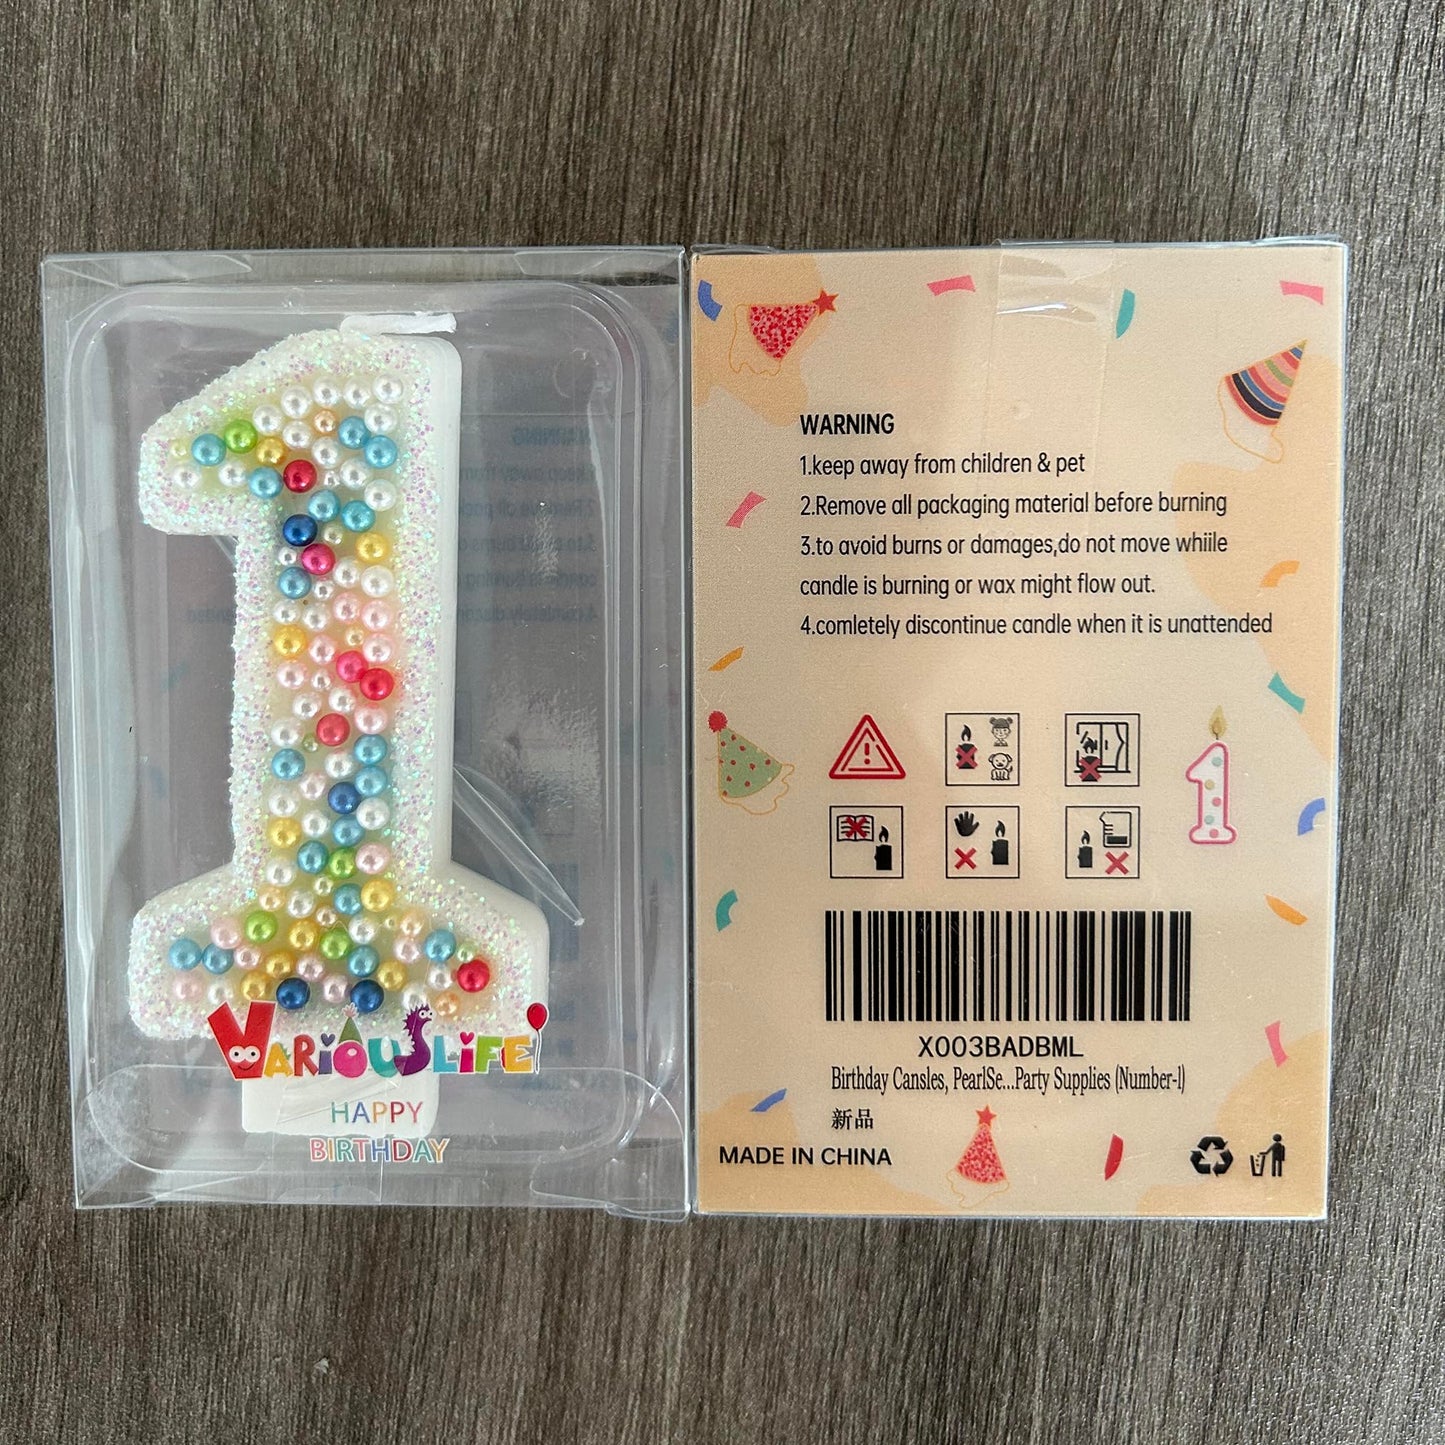 VARIOUSLIFE
HAPPY
BIRTHDAY
WARNING
1.keep away from children & pet
2.Remove all packaging material before burning
3.to avoid burns or damages,do not move whiile
candle is burning or wax might flow out.
4.comletely discontinue candle when it is unattended
1
X003BADBML
Birthday Cansles, PearlSe...Party Supplies (Number-1)
新品
MADE IN CHINA